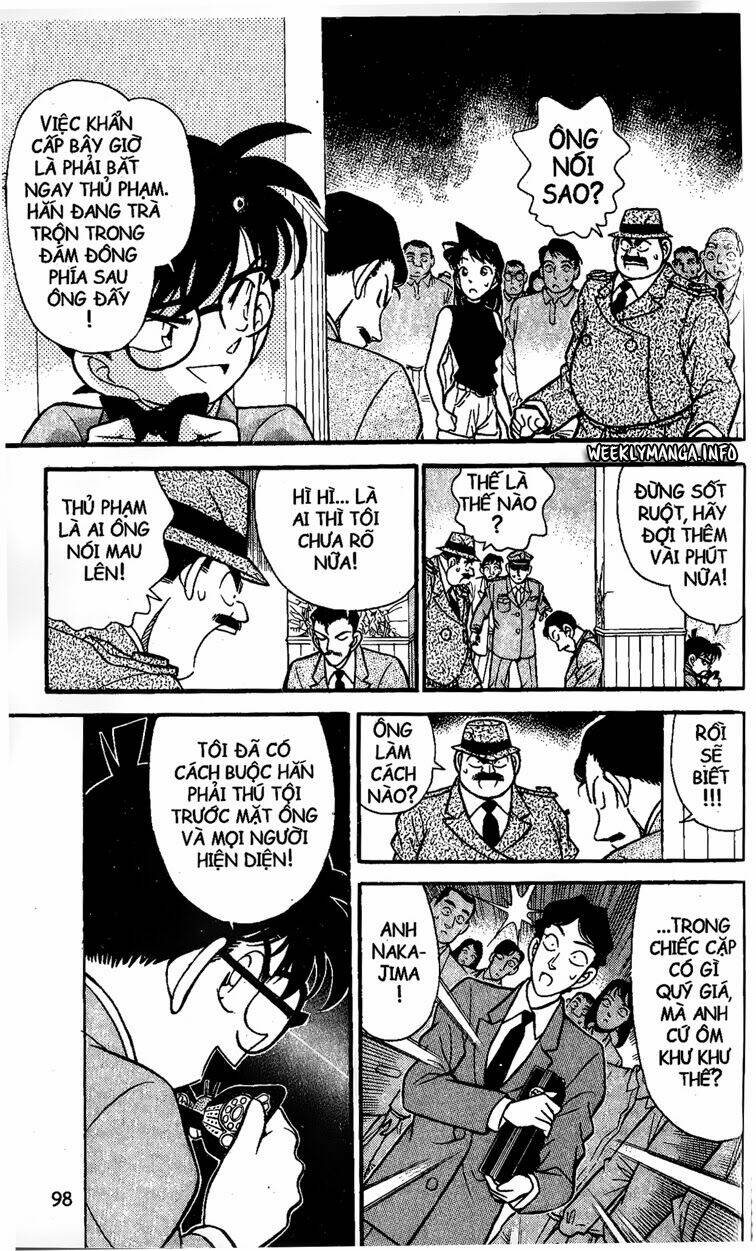 VIỆC KHẨN
CẤP BÂY GIỜ
LÀ PHẢI BẮT
NGAY THỦ PHẠM.
HẮN ĐANG TRÀ
TRỘN TRONG
ĐÁM ĐÔNG
PHÍA SAU
ÔNG ĐẤY
!
ÔNG
NÓI
SAO?
WEEKLYMANGA.INFO
THỦ PHẠM
LÀ AI ÔNG
NÓI MAU
LÊN!
HÌ HÌ... LÀ
AI THÌ TÔI
CHƯA RÕ
NỮA!
THẾ LÀ
THẾ NÀO
?
ĐỪNG SỐT
RUỘT, HÃY
ĐỢI THÊM
VÀI PHÚT
NỮA!
TÔI ĐÃ CÓ
CÁCH BUỘC HẮN
PHẢI THÚ TỘI
TRƯỚC MẶT ÔNG
VÀ MỌI NGƯỜI
HIỆN DIỆN!
ÔNG
LÀM
CÁCH
NÀO?
RỒI
SẼ
BIẾT
!!!
ANH
NAKA-
JIMA
!
...TRONG
CHIẾC CẶP
CÓ GÌ
QUÝ GIÁ,
MÀ ANH
CỨ ÔM
KHƯ KHƯ
THẾ?
98